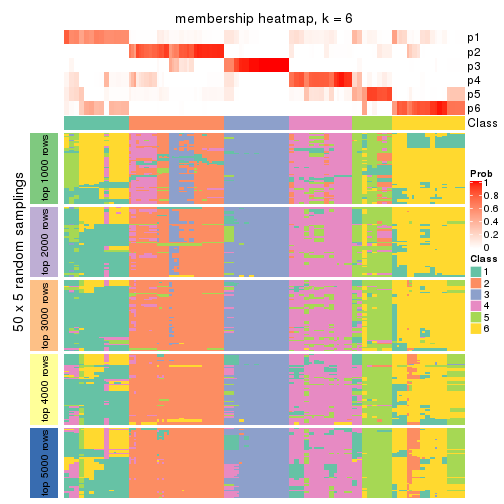 membership heatmap, k = 6
p1
p2
p3
p4
p5
p6
Class
50 x 5 random samplings
top 1000 rows
top 2000 rows
top 3000 rows
top 4000 rows
top 5000 rows
Prob
1
0.8
0.6
0.4
0.2
0
Class
1
2
3
4
5
6